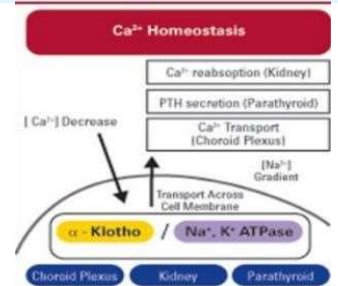 Ca²⁺ Homeostasis
Ca²⁺ reabsoption (Kidney)
PTH secretion (Parathyroid)
[Ca²⁺] Decrease
Ca²⁺ Transport
(Choroid Plexus)
[Na⁺]
Gradient
Transport Across
Cell Membrane
α - Klotho / Na⁺, K⁺ ATPase
Choroid Plexus
Kidney
Parathyroid